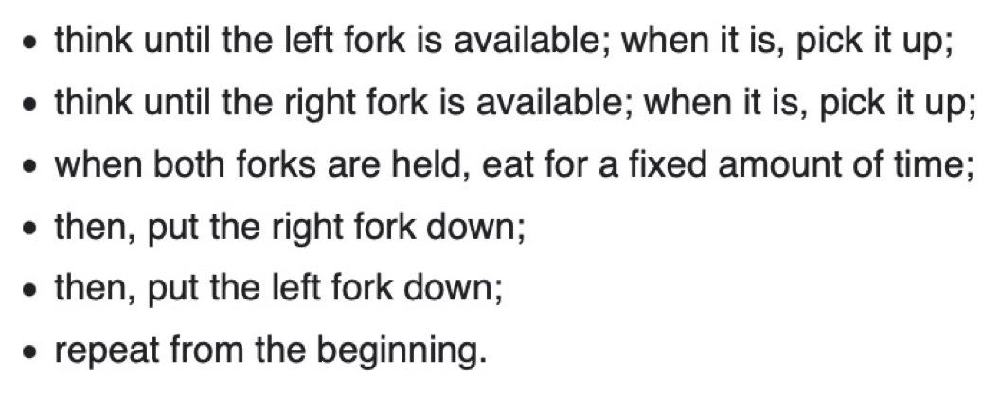 • think until the left fork is available; when it is, pick it up;
• think until the right fork is available; when it is, pick it up;
• when both forks are held, eat for a fixed amount of time;
• then, put the right fork down;
• then, put the left fork down;
• repeat from the beginning.